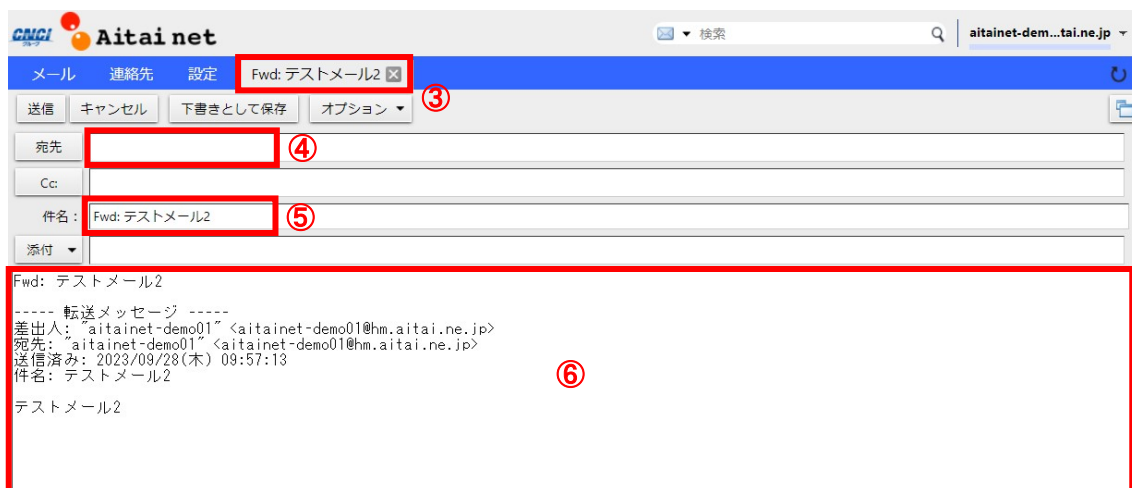 CNCI グループ Aitai net 検索 aitainet-dem...tai.ne.jp
メール 連絡先 設定 Fwd: テストメール2
③
送信 キャンセル 下書きとして保存 オプション
宛先 ④
Cc:
件名: Fwd: テストメール2 ⑤
添付
Fwd: テストメール2
----- 転送メッセージ -----
差出人: "aitainet-demo01" <aitainet-demo01@hm.aitai.ne.jp>
宛先: "aitainet-demo01" <aitainet-demo01@hm.aitai.ne.jp>
送信済み: 2023/09/28(木) 09:57:13
件名: テストメール2
⑥
テストメール2